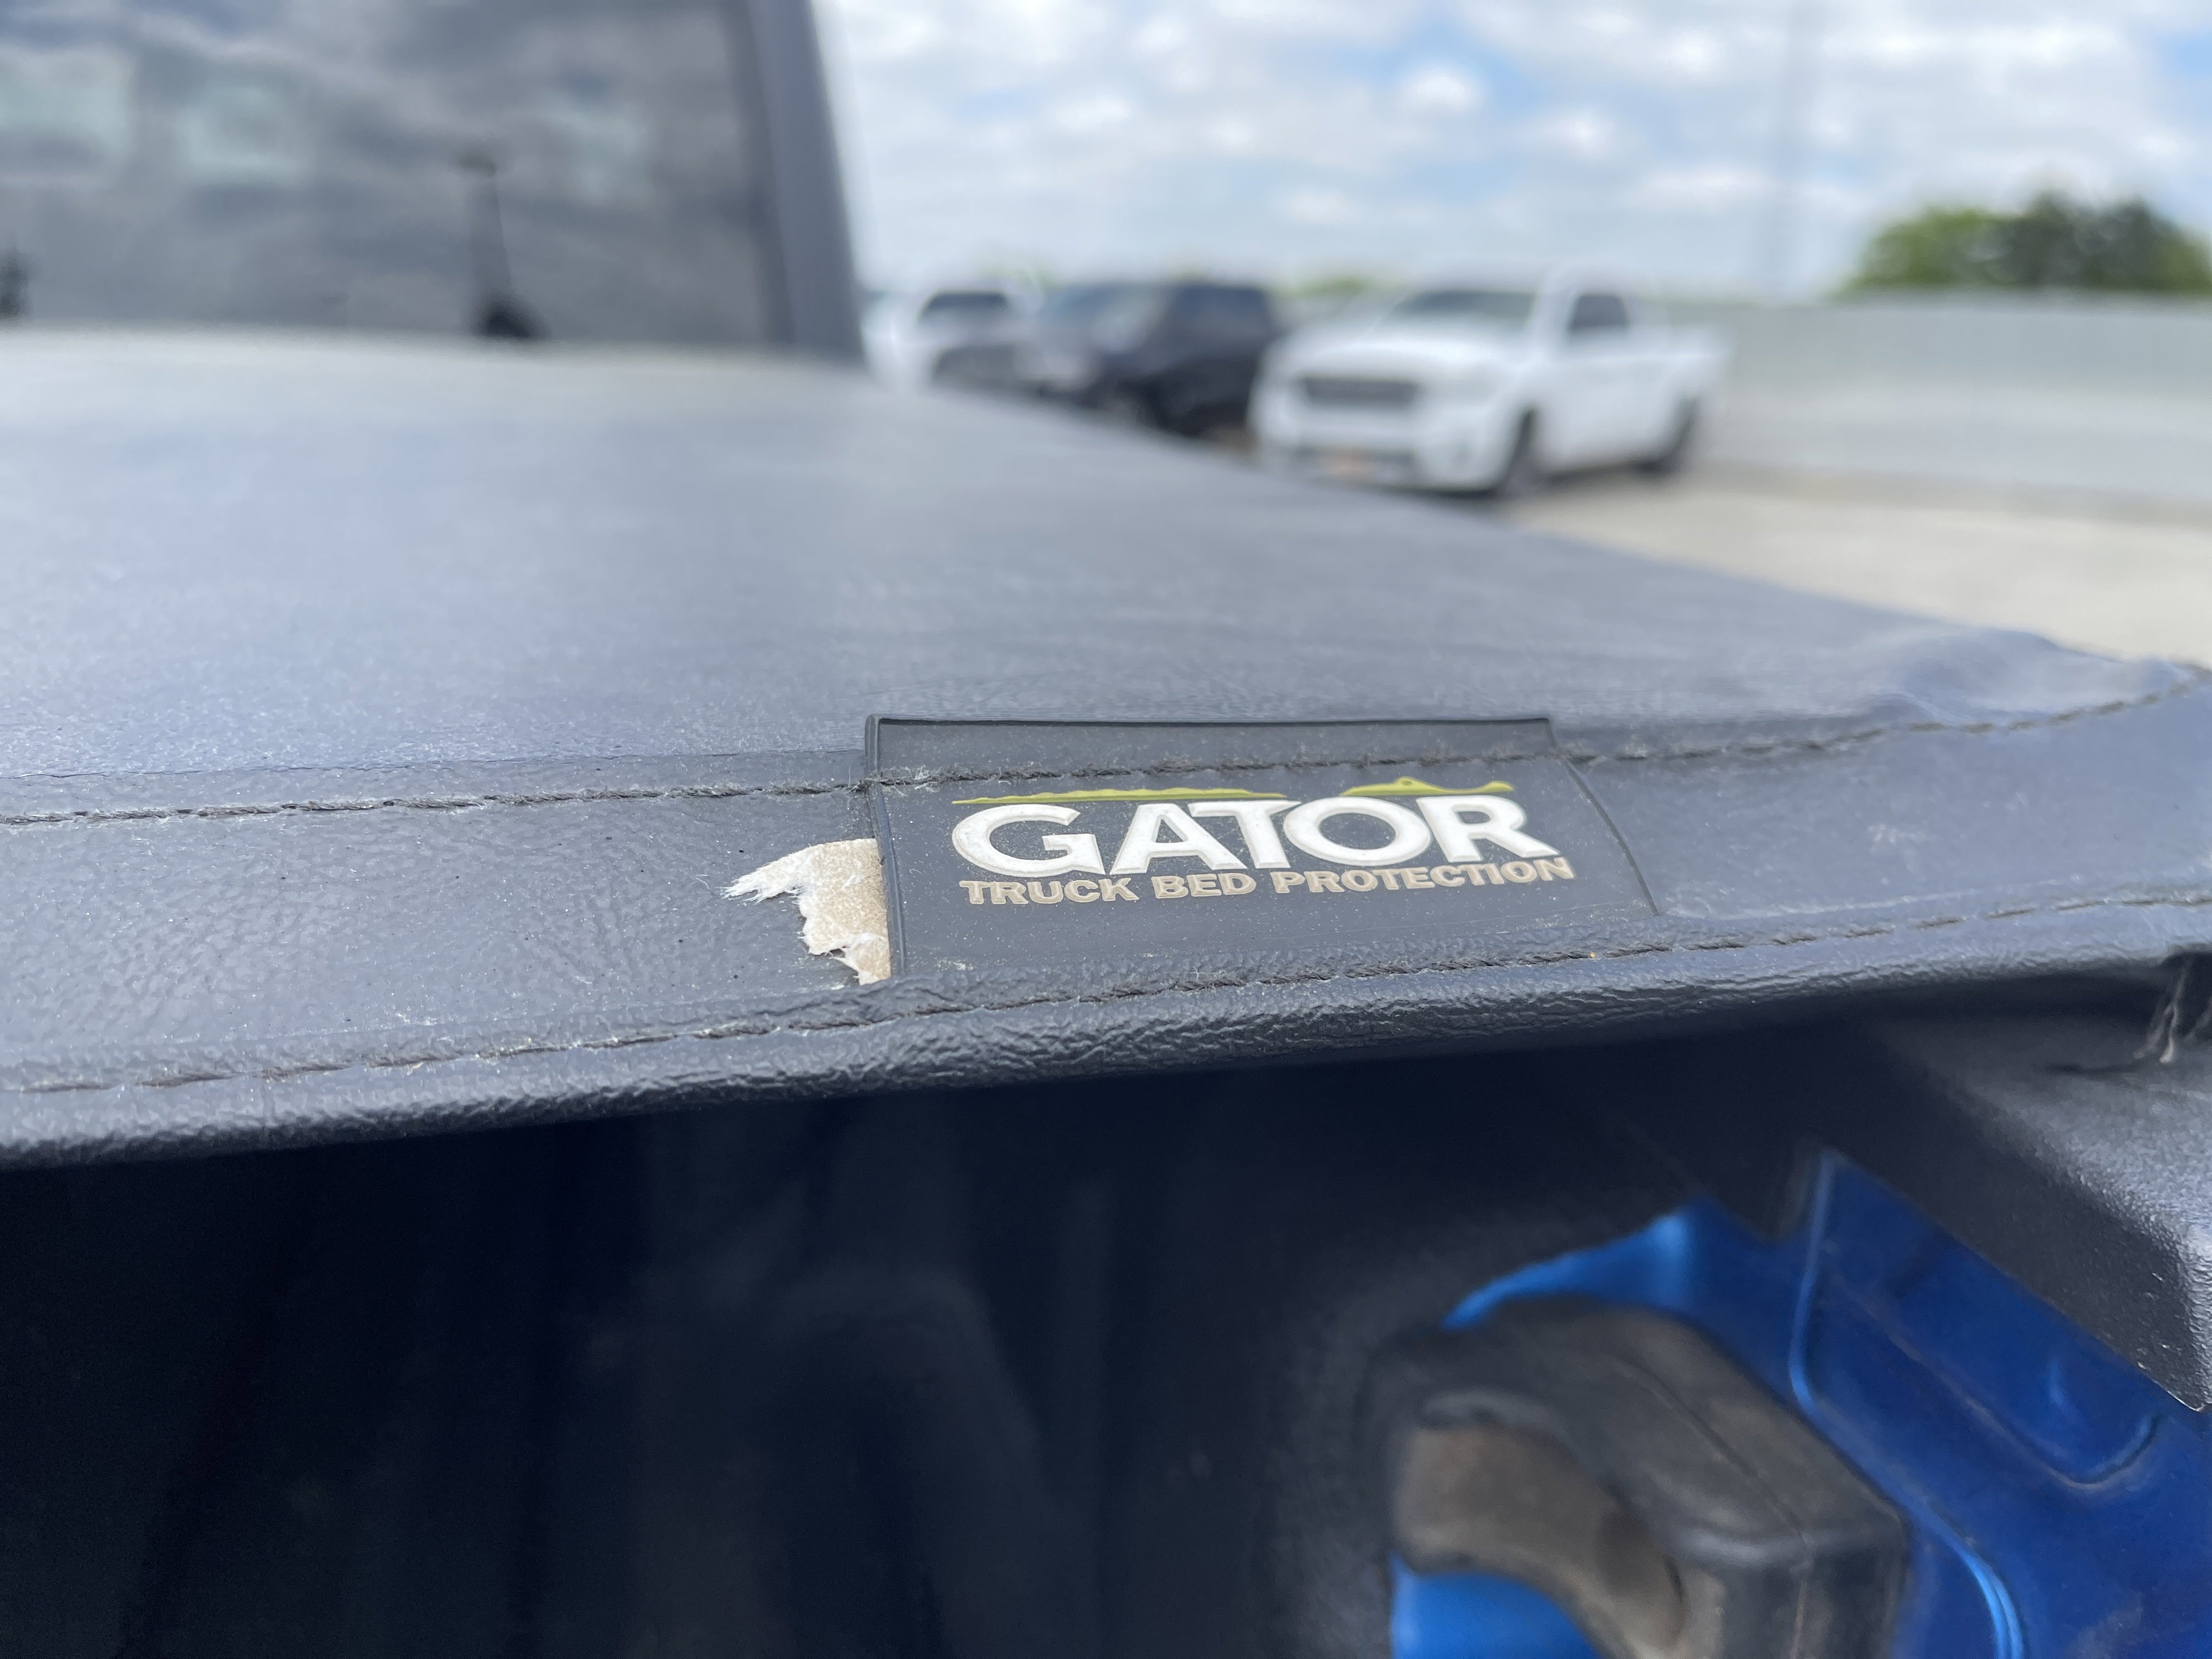 GATOR
TRUCK BED PROTECTION